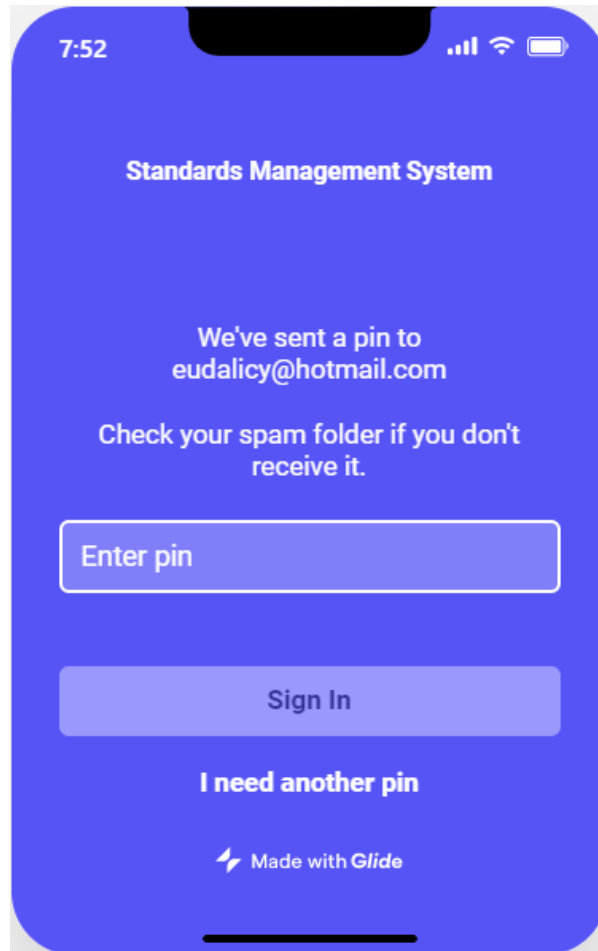 7:52
Standards Management System
We've sent a pin to
eudalicy@hotmail.com
Check your spam folder if you don't
receive it.
Enter pin
Sign In
I need another pin
Made with Glide